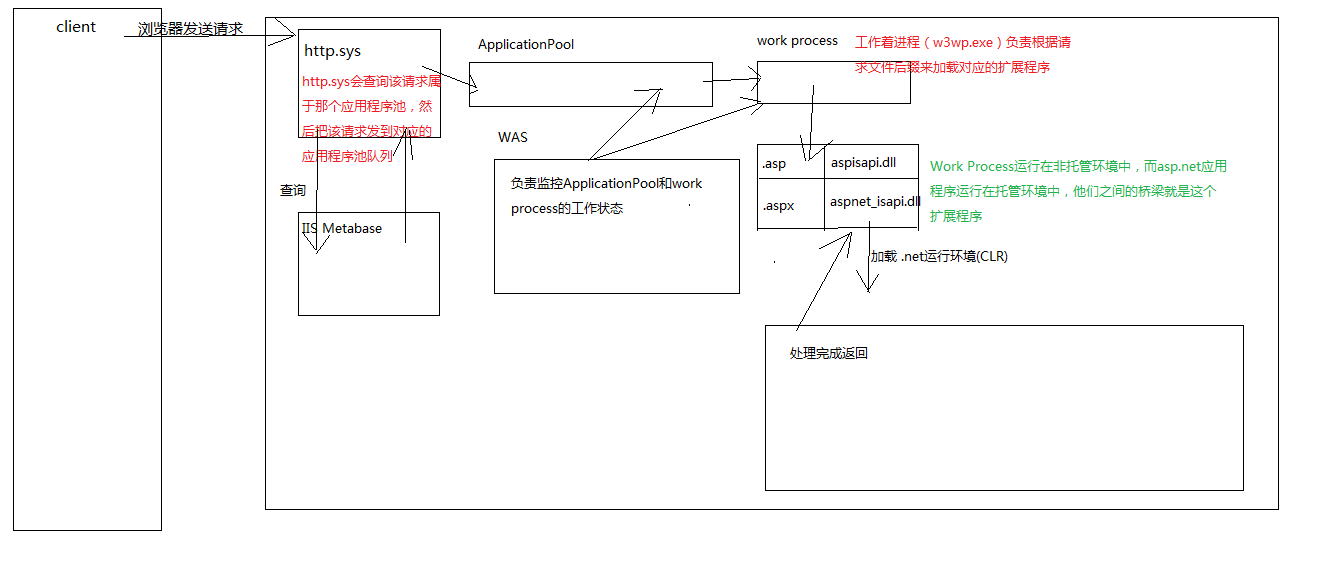 client
浏览器发送请求
http.sys
http.sys会查询该请求属
于那个应用程序池，然
后把该请求发到对应的
应用程序池队列
查询
IIS Metabase
ApplicationPool
WAS
负责监控ApplicationPool和work
process的工作状态
work process
工作着进程（w3wp.exe）负责根据请
求文件后缀来加载对应的扩展程序
.asp
aspisapi.dll
.aspx
aspnet_isapi.dll
Work Process运行在非托管环境中，而asp.net应用
程序运行在托管环境中，他们之间的桥梁就是这个
扩展程序
加载 .net运行环境(CLR)
处理完成返回